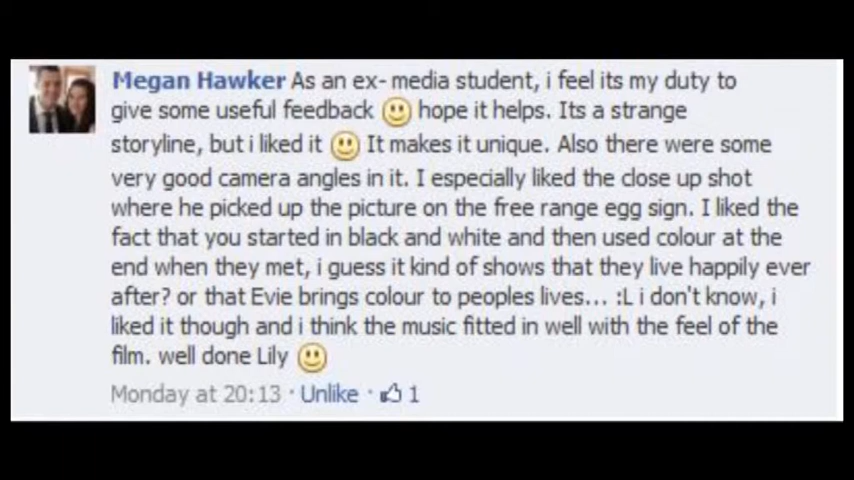 Megan Hawker As an ex- media student, i feel its my duty to
give some useful feedback 🙂 hope it helps. Its a strange
storyline, but i liked it 🙂 It makes it unique. Also there were some
very good camera angles in it. I especially liked the close up shot
where he picked up the picture on the free range egg sign. I liked the
fact that you started in black and white and then used colour at the
end when they met, i guess it kind of shows that they live happily ever
after? or that Evie brings colour to peoples lives... :L i don't know, i
liked it though and i think the music fitted in well with the feel of the
film. well done Lily 🙂
Monday at 20:13 · Unlike · 1